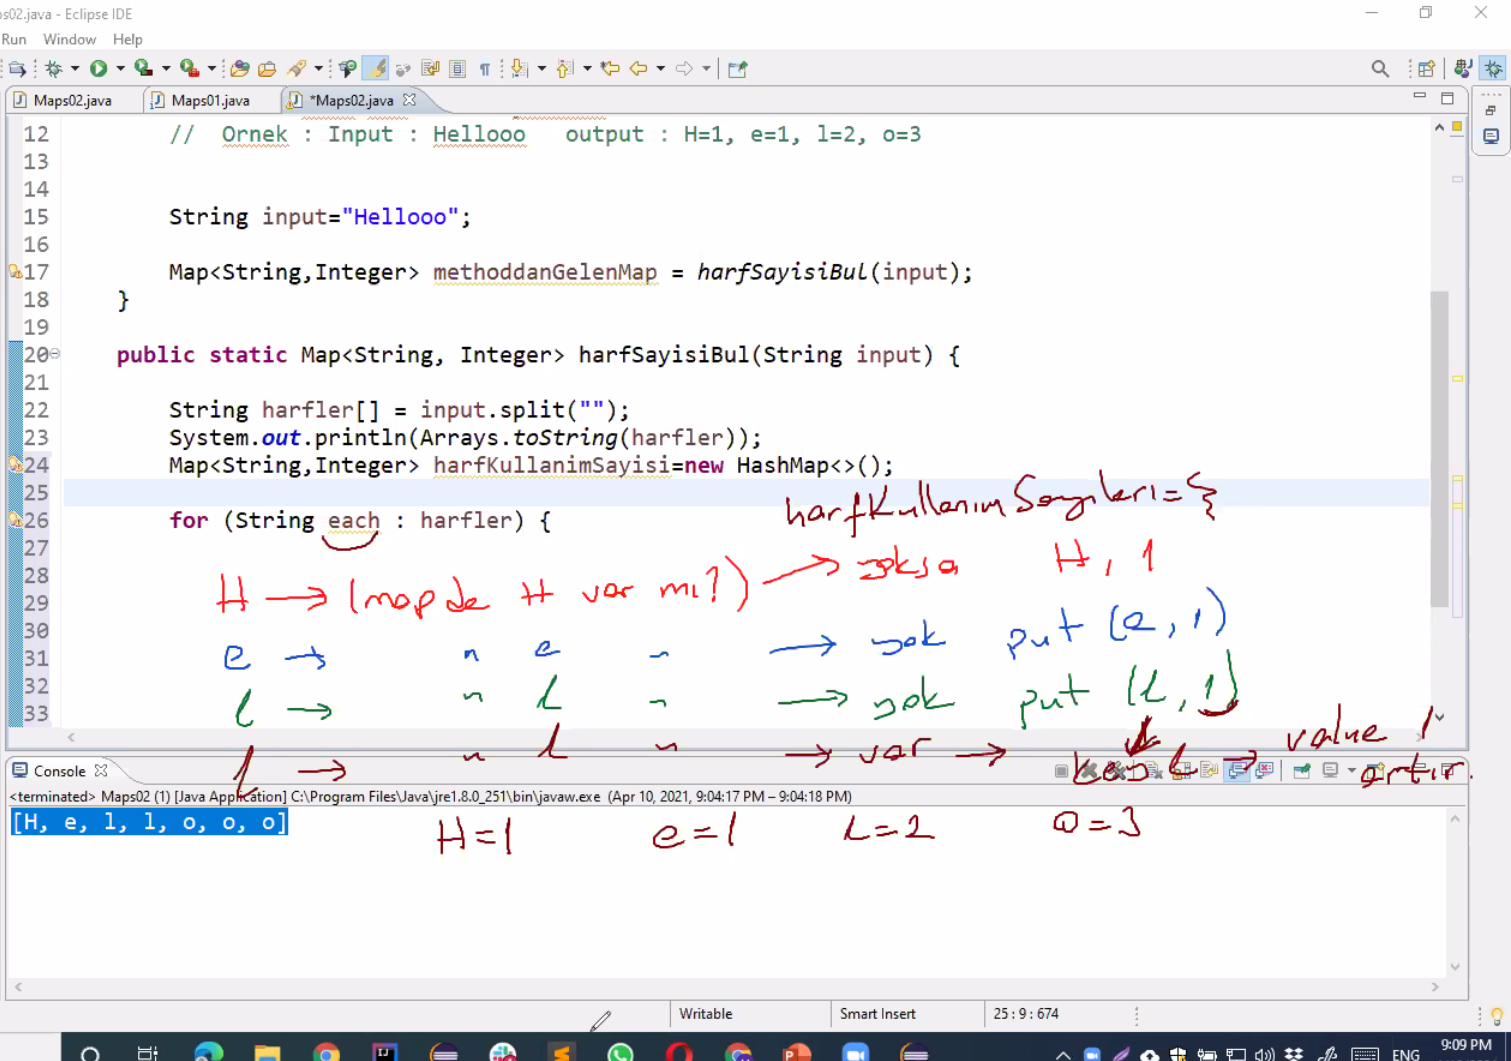 ps02.java - Eclipse IDE
Run Window Help
Maps02.java Maps01.java *Maps02.java
12 // Ornek : Input : Hellooo output : H=1, e=1, l=2, o=3
13
14
15 String input="Hellooo";
16
17 Map<String,Integer> methoddanGelenMap = harfSayisiBul(input);
18 }
19
20 public static Map<String, Integer> harfSayisiBul(String input) {
21
22 String harfler[] = input.split("");
23 System.out.println(Arrays.toString(harfler));
24 Map<String,Integer> harfKullanimSayisi=new HashMap<>();
25
harfKullanımSayıları={
26 for (String each : harfler) {
27
28
29
30
31
32
33
H → (mapde H var mı?) → yoksa H, 1
e → " e " → yok put (e, 1)
l → " L " → yok put (L, 1)
l → " L " → var → key L → value 1 artır.
Console
<terminated> Maps02 (1) [Java Application] C:\Program Files\Java\jre1.8.0_251\bin\javaw.exe (Apr 10, 2021, 9:04:17 PM – 9:04:18 PM)
[H, e, l, l, o, o, o]
H=1 e=1 L=2 O=3
Writable Smart Insert 25 : 9 : 674
ENG 9:09 PM